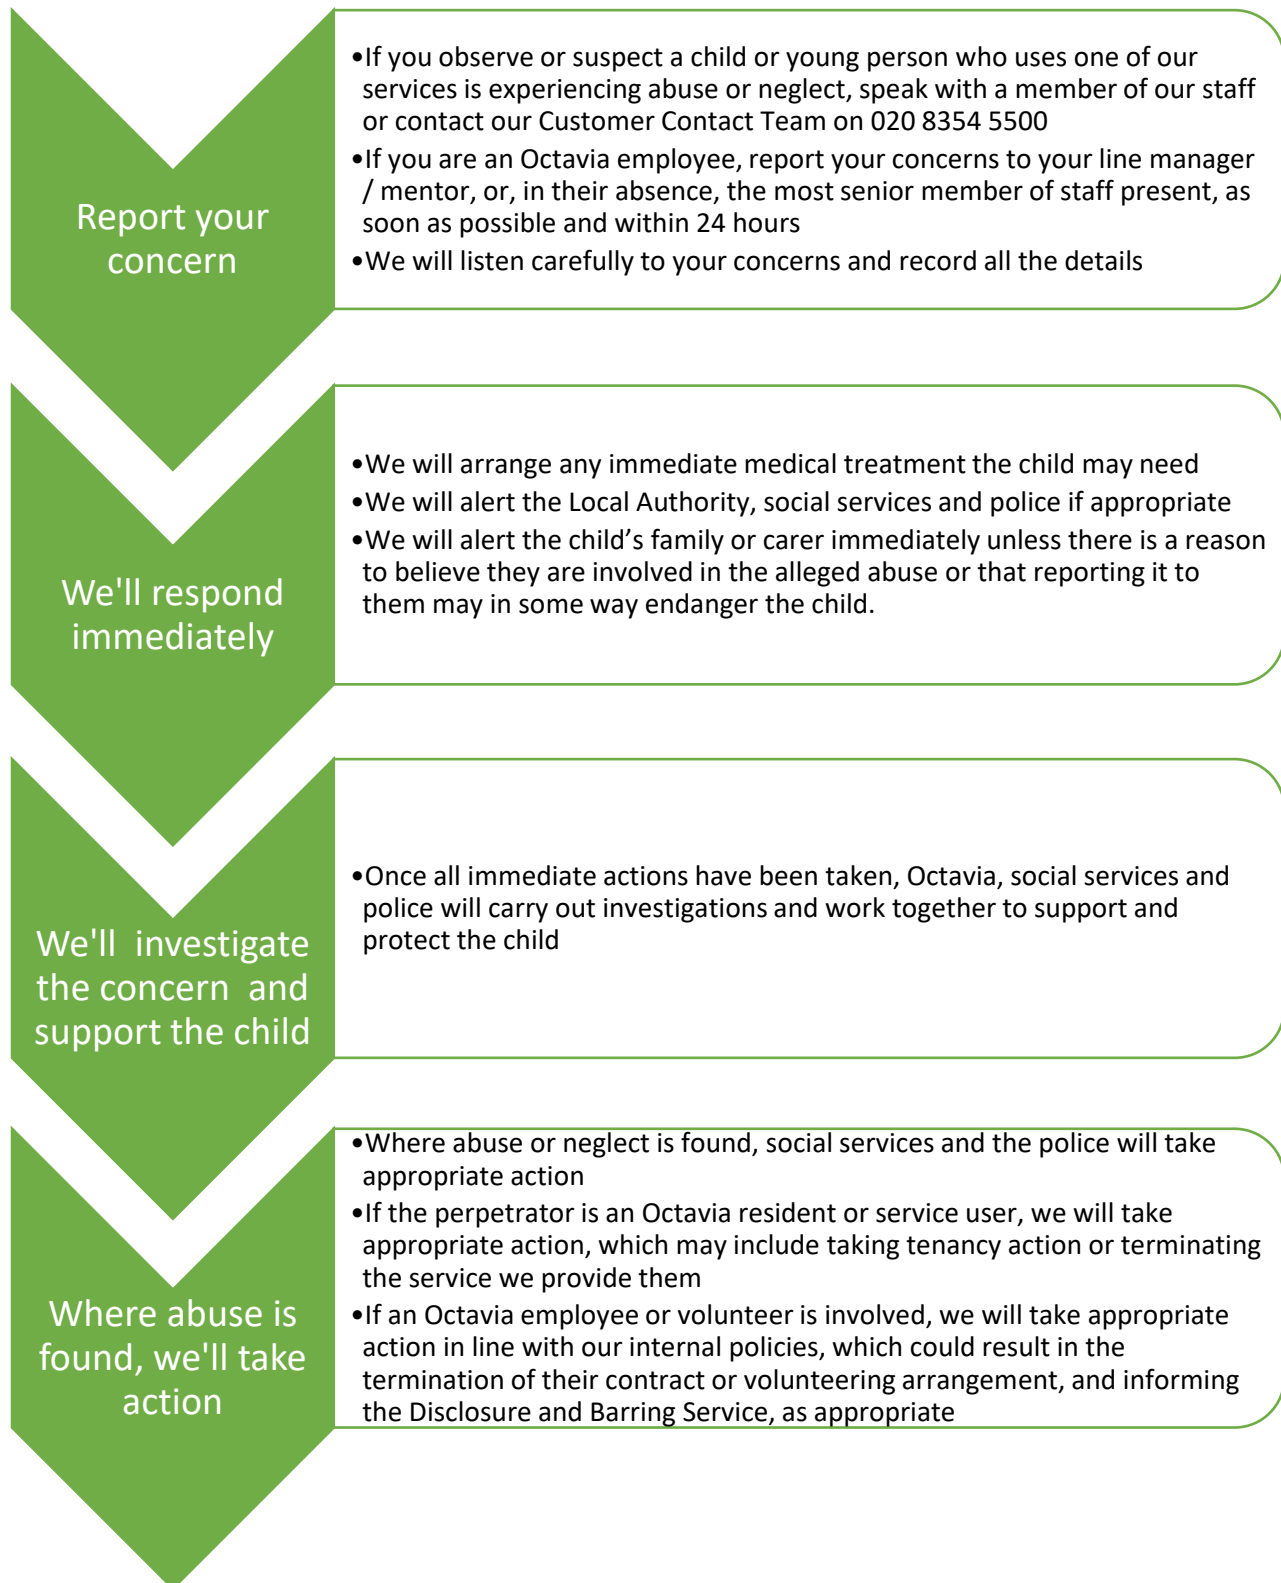 Report your
concern
•If you observe or suspect a child or young person who uses one of our
services is experiencing abuse or neglect, speak with a member of our staff
or contact our Customer Contact Team on 020 8354 5500
•If you are an Octavia employee, report your concerns to your line manager
/ mentor, or, in their absence, the most senior member of staff present, as
soon as possible and within 24 hours
•We will listen carefully to your concerns and record all the details
We'll respond
immediately
•We will arrange any immediate medical treatment the child may need
•We will alert the Local Authority, social services and police if appropriate
•We will alert the child’s family or carer immediately unless there is a reason
to believe they are involved in the alleged abuse or that reporting it to
them may in some way endanger the child.
We'll  investigate
the concern  and
support the child
•Once all immediate actions have been taken, Octavia, social services and
police will carry out investigations and work together to support and
protect the child
Where abuse is
found, we'll take
action
•Where abuse or neglect is found, social services and the police will take
appropriate action
•If the perpetrator is an Octavia resident or service user, we will take
appropriate action, which may include taking tenancy action or terminating
the service we provide them
•If an Octavia employee or volunteer is involved, we will take appropriate
action in line with our internal policies, which could result in the
termination of their contract or volunteering arrangement, and informing
the Disclosure and Barring Service, as appropriate